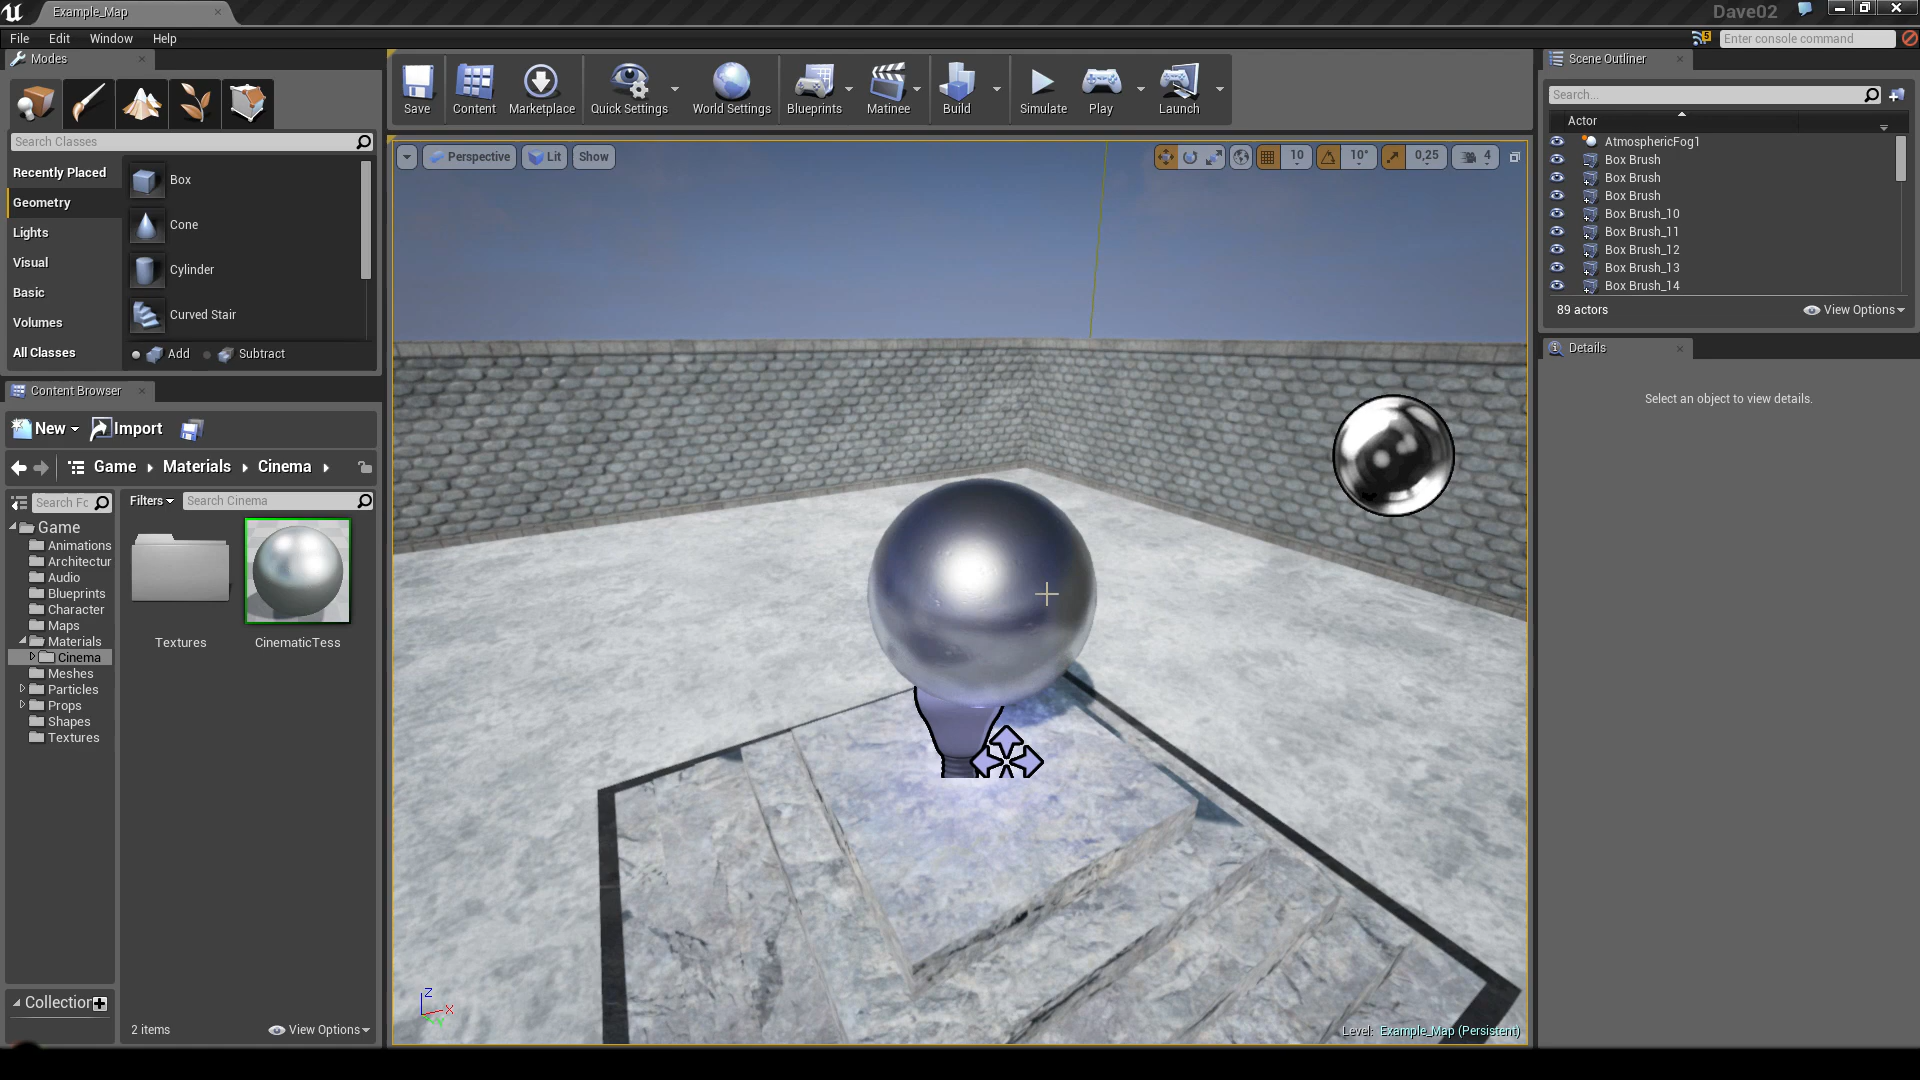 Example_Map
Dave02
File Edit Window Help
5
Enter console command
Modes
Save Content Marketplace Quick Settings World Settings Blueprints Matinee Build Simulate Play Launch
Scene Outliner
Search...
Actor
Search Classes
Recently Placed
Geometry
Lights
Visual
Basic
Volumes
All Classes
Box
Cone
Cylinder
Curved Stair
Add Subtract
Perspective Lit Show
10 10° 0,25 4
AtmosphericFog1
Box Brush
Box Brush
Box Brush
Box Brush_10
Box Brush_11
Box Brush_12
Box Brush_13
Box Brush_14
89 actors View Options
Details
Select an object to view details.
Content Browser
New Import
Game Materials Cinema
Search Fc
Filters Search Cinema
Game
Animations
Architectur
Audio
Blueprints
Character
Maps
Materials
Cinema
Meshes
Particles
Props
Shapes
Textures
Textures CinematicTess
Collection
2 items View Options
Z
X
Y
Level: Example_Map (Persistent)